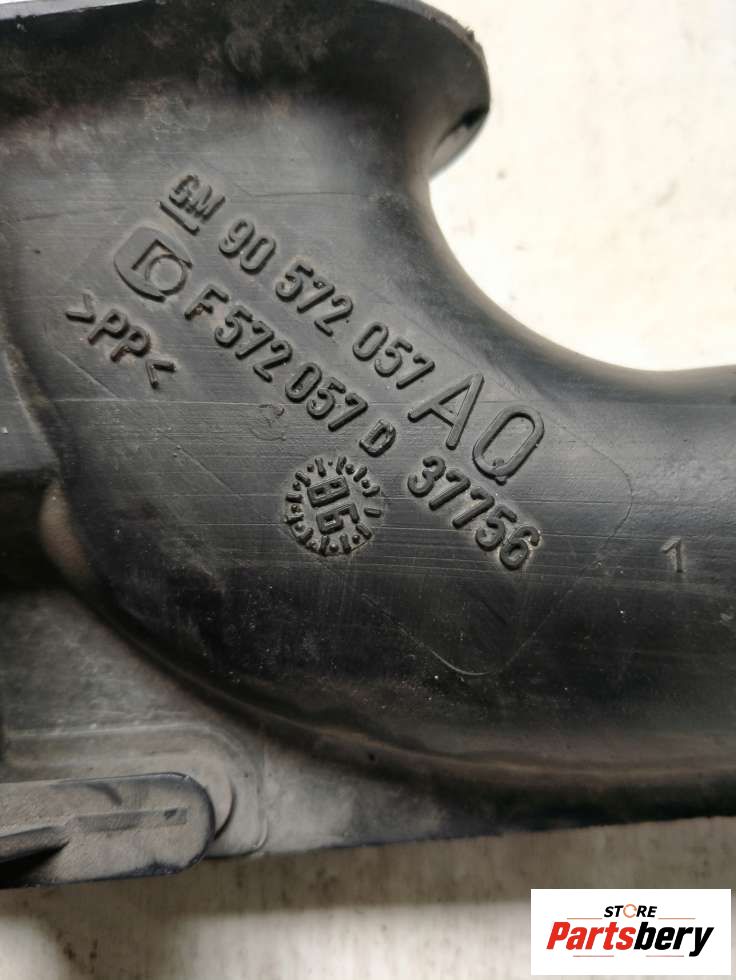 GM 90 572 057 AQ
F 572 057 D 37756
>PP<
1
STORE
Partsbery